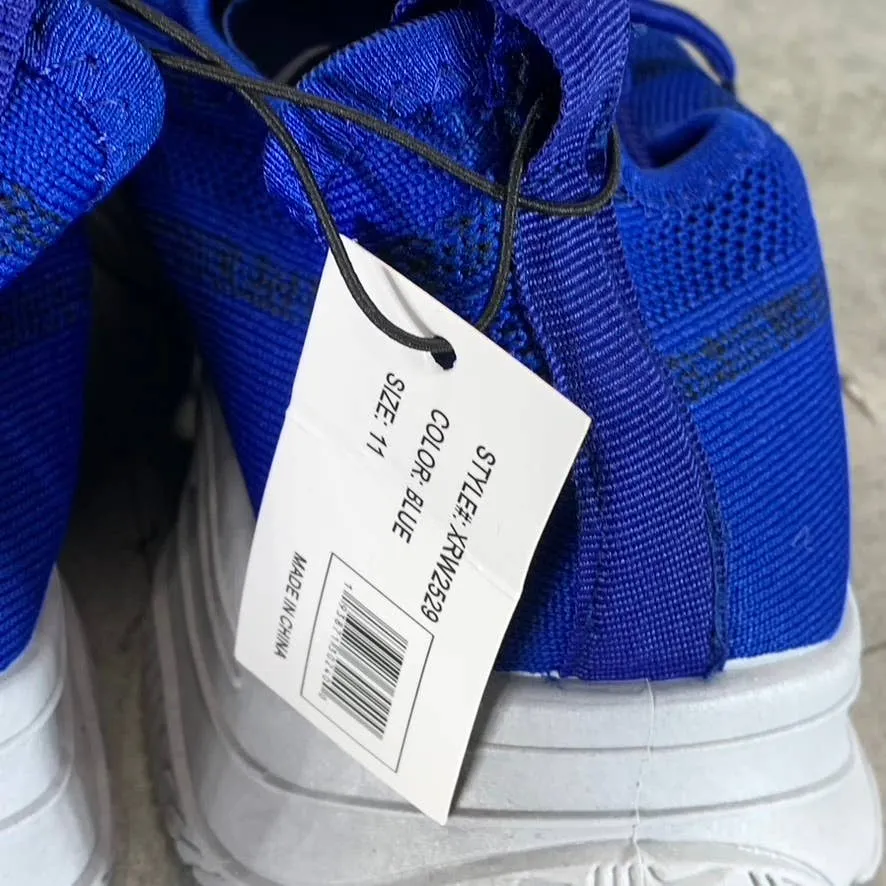 STYLE#: XRW2529
COLOR: BLUE
SIZE: 11
MADE IN CHINA